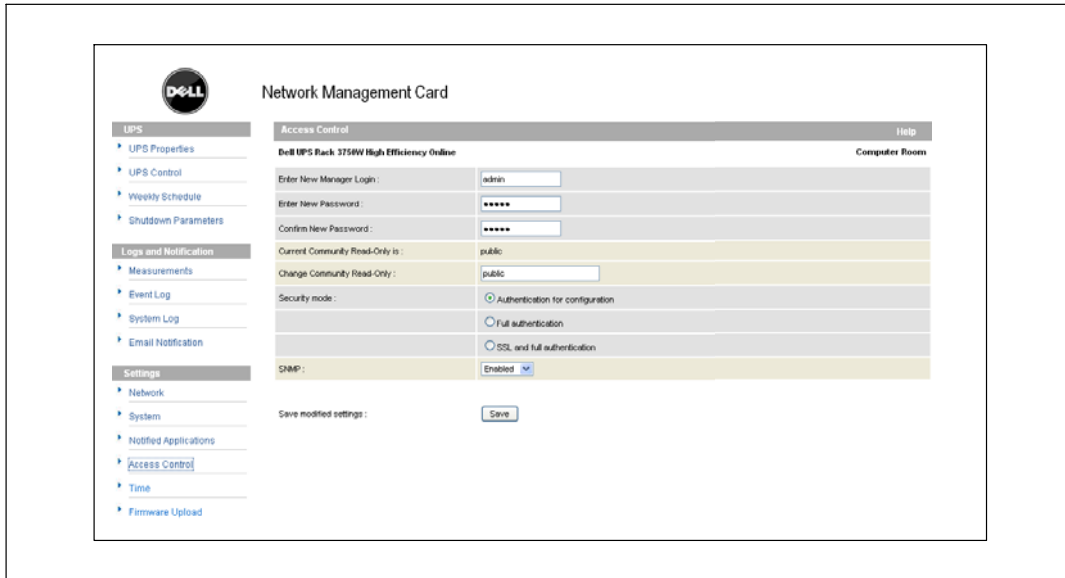 DELL
Network Management Card
UPS
UPS Properties
UPS Control
Weekly Schedule
Shutdown Parameters
Logs and Notification
Measurements
Event Log
System Log
Email Notification
Settings
Network
System
Notified Applications
Access Control
Time
Firmware Upload
Access Control Help
Dell UPS Rack 3750W High Efficiency Online Computer Room
Enter New Manager Login : admin
Enter New Password : •••••
Confirm New Password : •••••
Current Community Read-Only is : public
Change Community Read-Only : public
Security mode : Authentication for configuration
Full authentication
SSL and full authentication
SNMP : Enabled
Save modified settings : Save